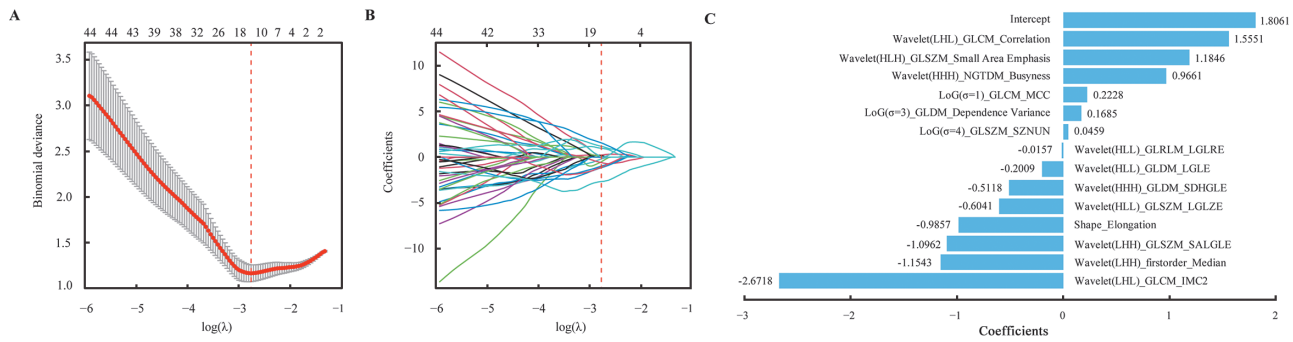 A
44 44 43 39 38 32 26 18 10 7 4 2 2
3.5
3.0
2.5
2.0
1.5
1.0
Binomial deviance
−6 −5 −4 −3 −2 −1
log(λ)
B
44 42 33 19 4
10
5
0
−5
−10
Coefficients
−6 −5 −4 −3 −2 −1
log(λ)
C
Intercept 1.8061
Wavelet(LHL)_GLCM_Correlation 1.5551
Wavelet(HLH)_GLSZM_Small Area Emphasis 1.1846
Wavelet(HHH)_NGTDM_Busyness 0.9661
LoG(σ=1)_GLCM_MCC 0.2228
LoG(σ=3)_GLDM_Dependence Variance 0.1685
LoG(σ=4)_GLSZM_SZNUN 0.0459
-0.0157 Wavelet(HLL)_GLRLM_LGLRE
-0.2009 Wavelet(HLL)_GLDM_LGLE
-0.5118 Wavelet(HHH)_GLDM_SDHGLE
-0.6041 Wavelet(HLL)_GLSZM_LGLZE
-0.9857 Shape_Elongation
-1.0962 Wavelet(LHH)_GLSZM_SALGLE
-1.1543 Wavelet(LHH)_firstorder_Median
-2.6718 Wavelet(LHL)_GLCM_IMC2
−3 −2 −1 0 1 2
Coefficients